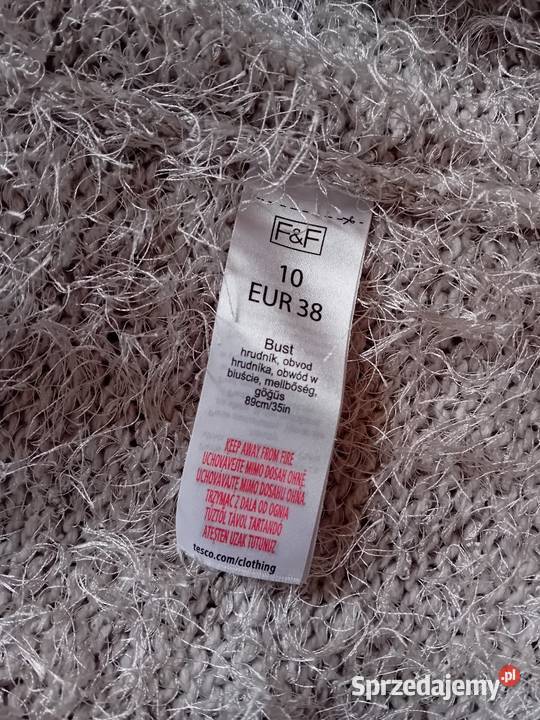 F&F
10
EUR 38
Bust
hrudník, obvod
hrudníka, obwód w
biuście, mellbőség,
göğüs
89cm/35in
KEEP AWAY FROM FIRE
UCHOVÁVEJTE MIMO DOSAH OHNĚ
UCHOVÁVAJTE MIMO DOSAHU OHŇA.
TRZYMAĆ Z DALA OD OGNIA
TŰZTŐL TÁVOL TARTANDÓ
ATEŞTEN UZAK TUTUNUZ
tesco.com/clothing
Sprzedajemy.pl